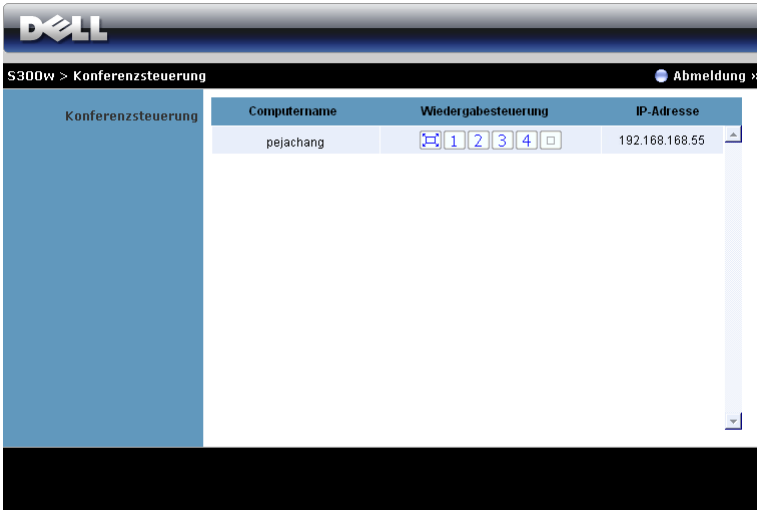 DELL
S300w > Konferenzsteuerung
Abmeldung »
Konferenzsteuerung
Computername Wiedergabesteuerung IP-Adresse
pejachang 1 2 3 4 192.168.168.55